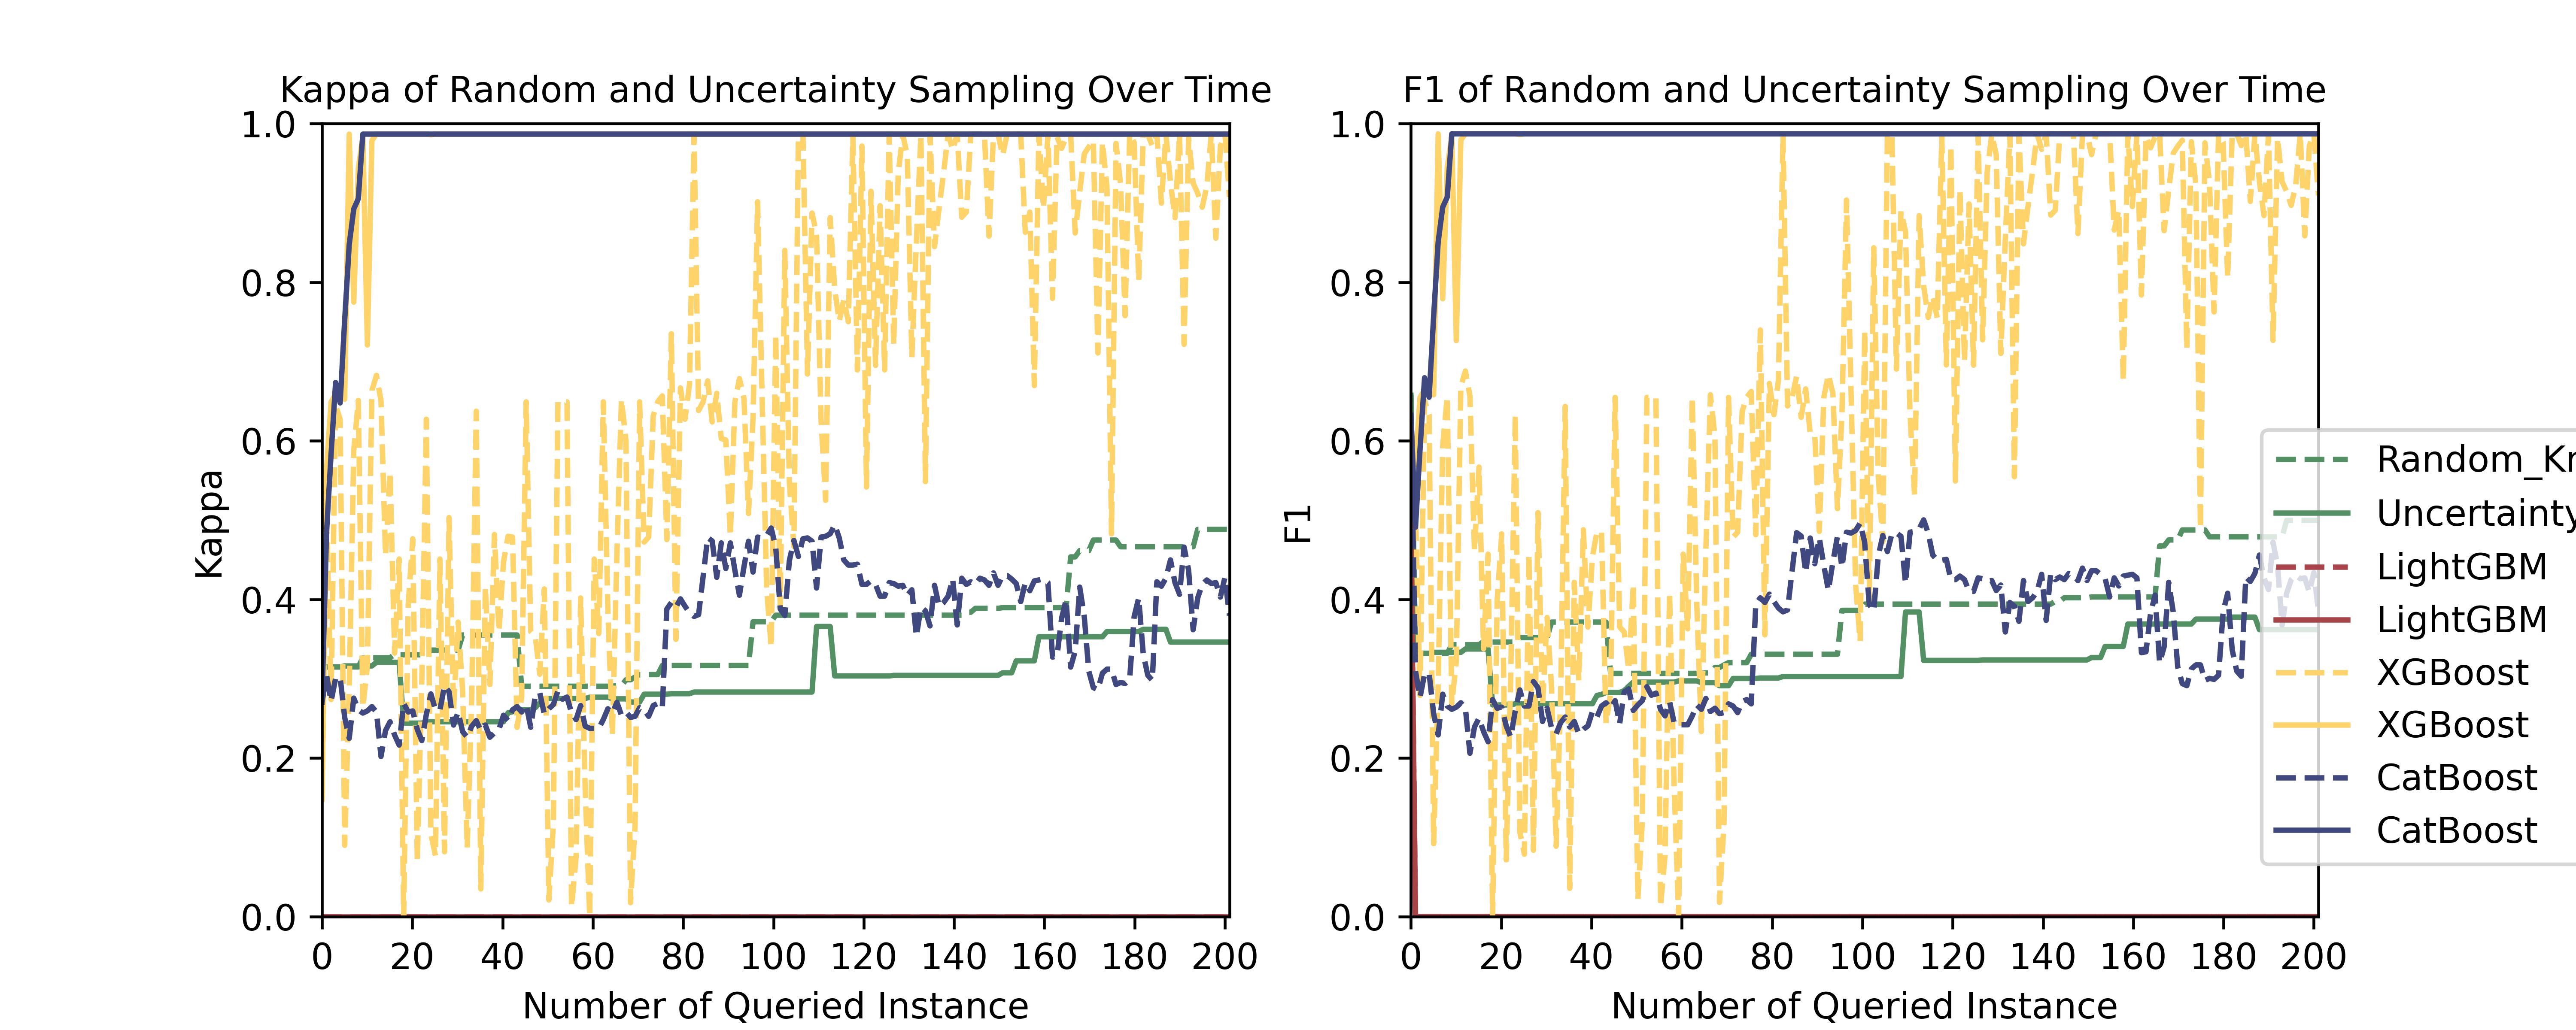 Kappa of Random and Uncertainty Sampling Over Time
1.0
0.8
0.6
0.4
0.2
0.0
Kappa
0 20 40 60 80 100 120 140 160 180 200
Number of Queried Instance
F1 of Random and Uncertainty Sampling Over Time
1.0
0.8
0.6
0.4
0.2
0.0
F1
0 20 40 60 80 100 120 140 160 180 200
Number of Queried Instance
Uncertainty
LightGBM
LightGBM
XGBoost
XGBoost
CatBoost
CatBoost